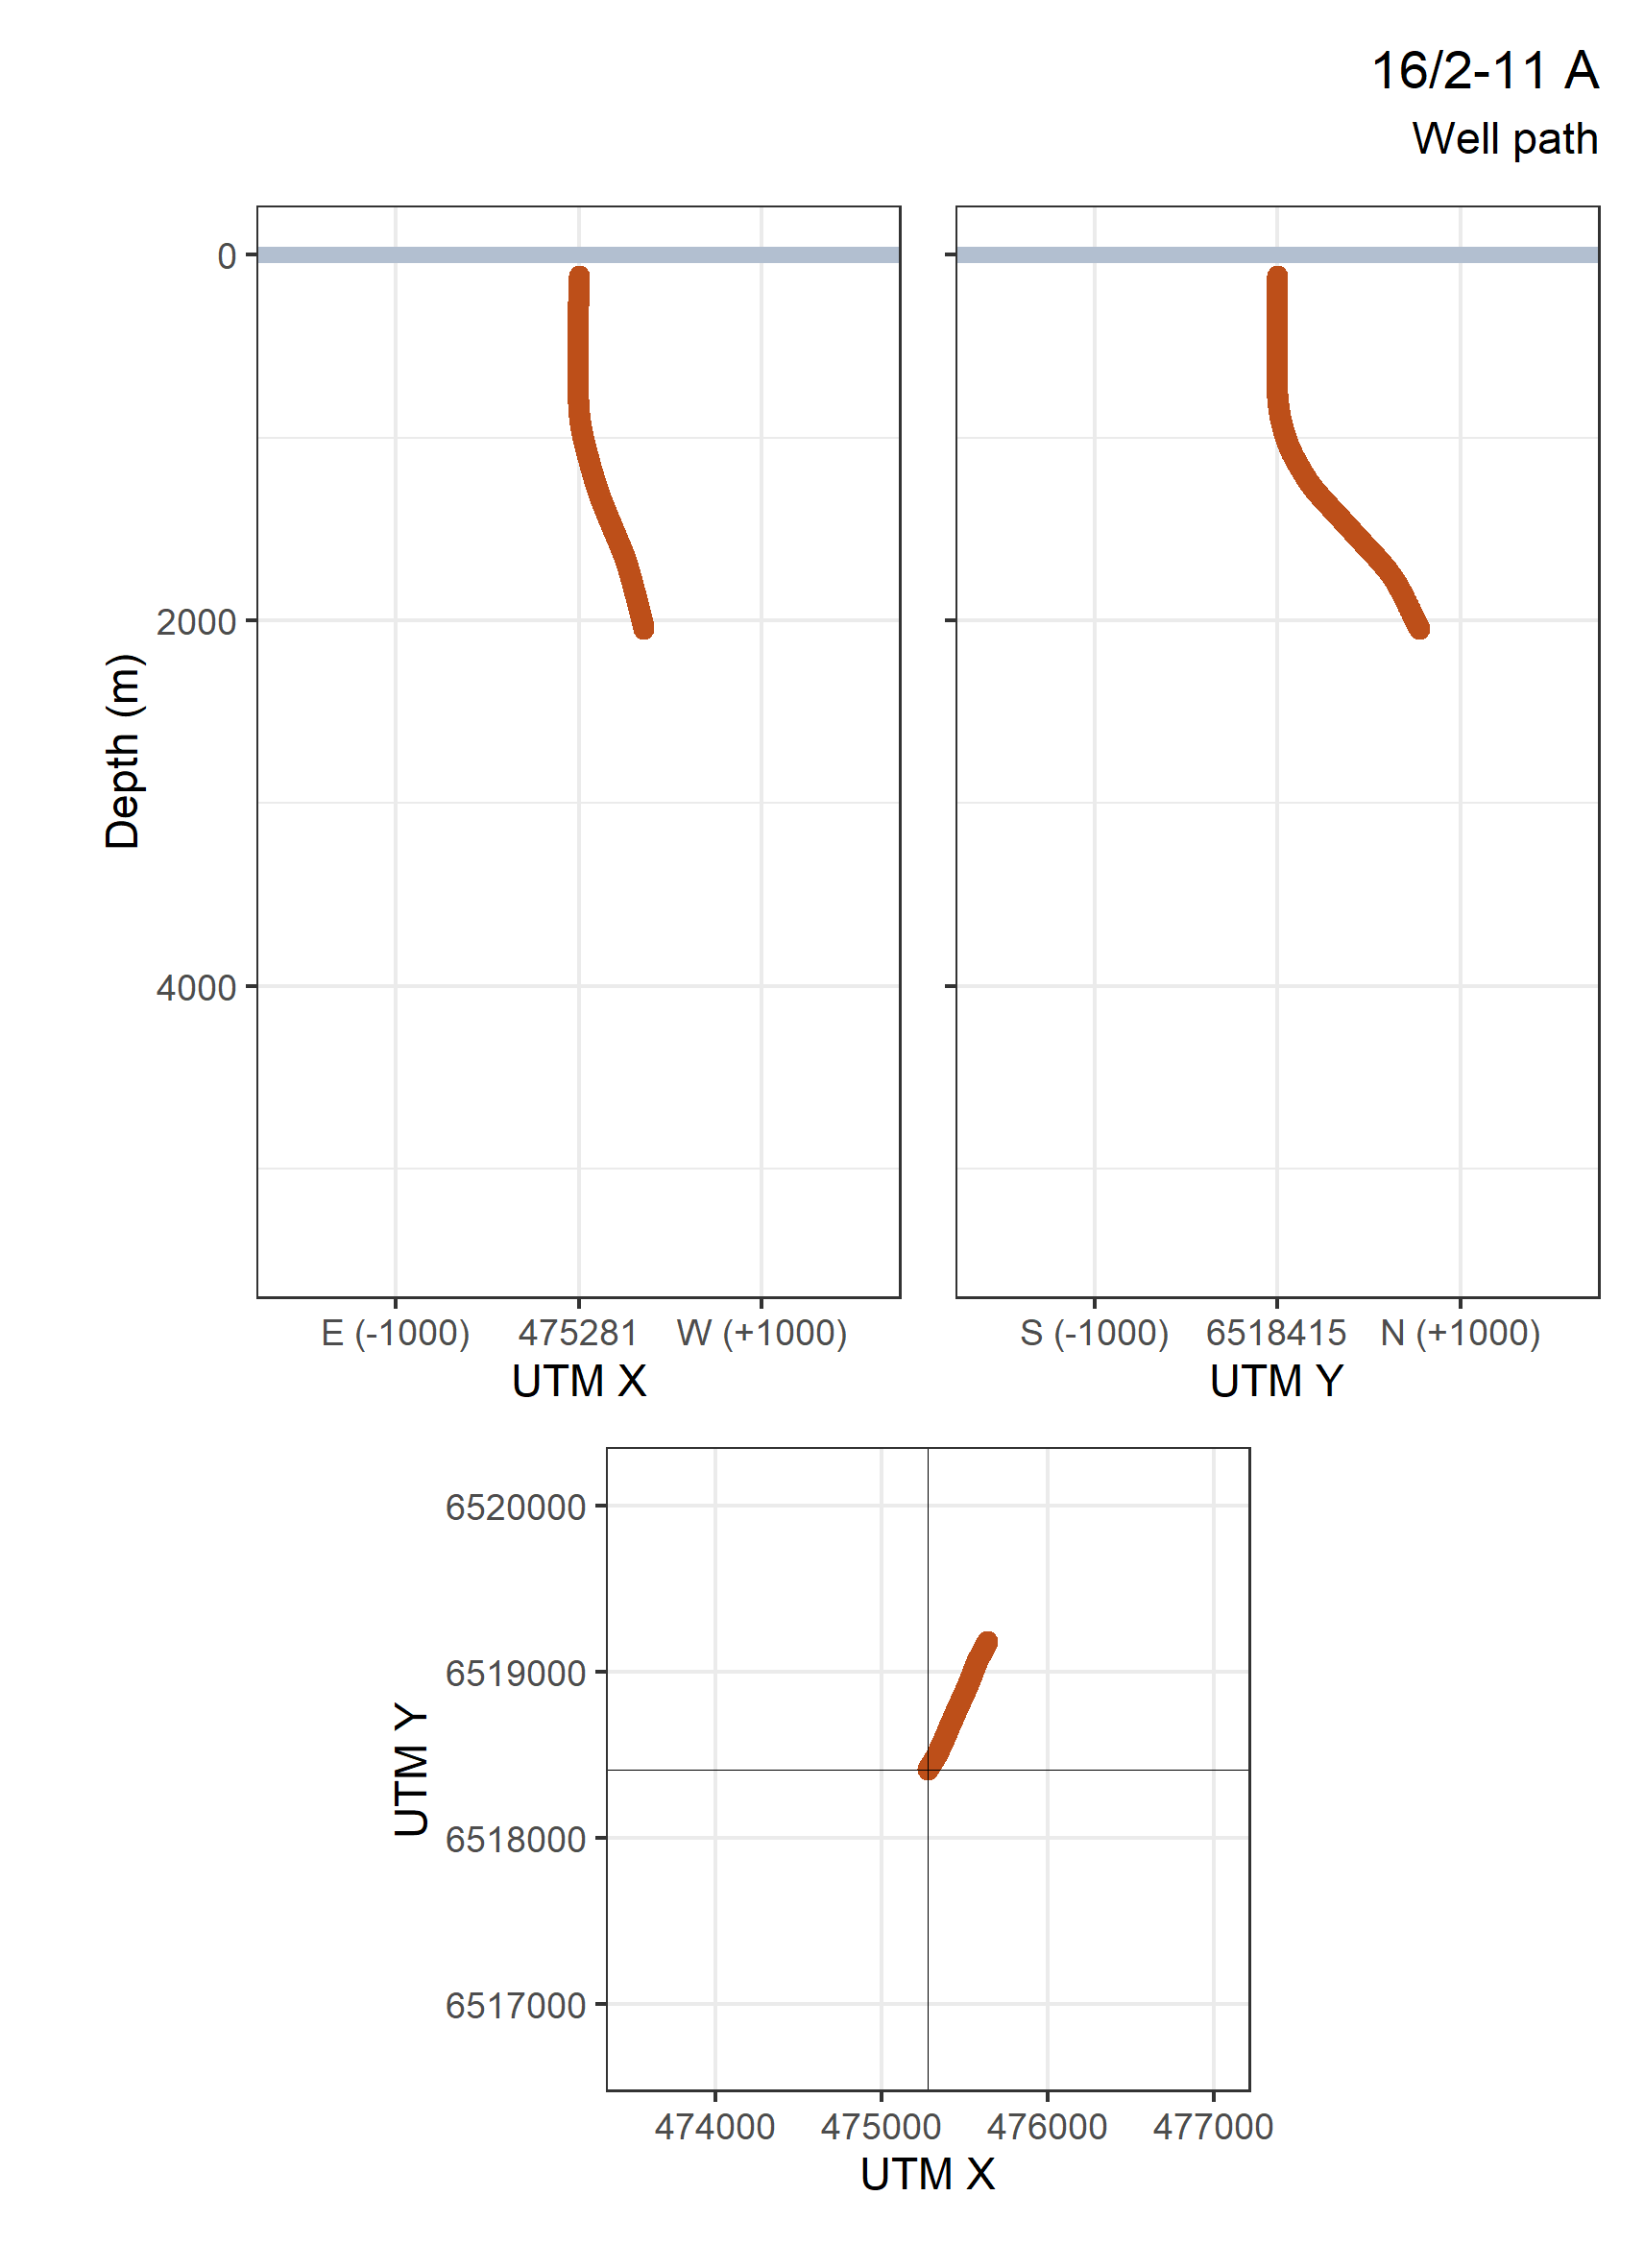 16/2-11 A
Well path
Depth (m)
0
2000
4000
E (-1000) 475281 W (+1000)
UTM X
S (-1000) 6518415 N (+1000)
UTM Y
UTM Y
6520000
6519000
6518000
6517000
474000 475000 476000 477000
UTM X